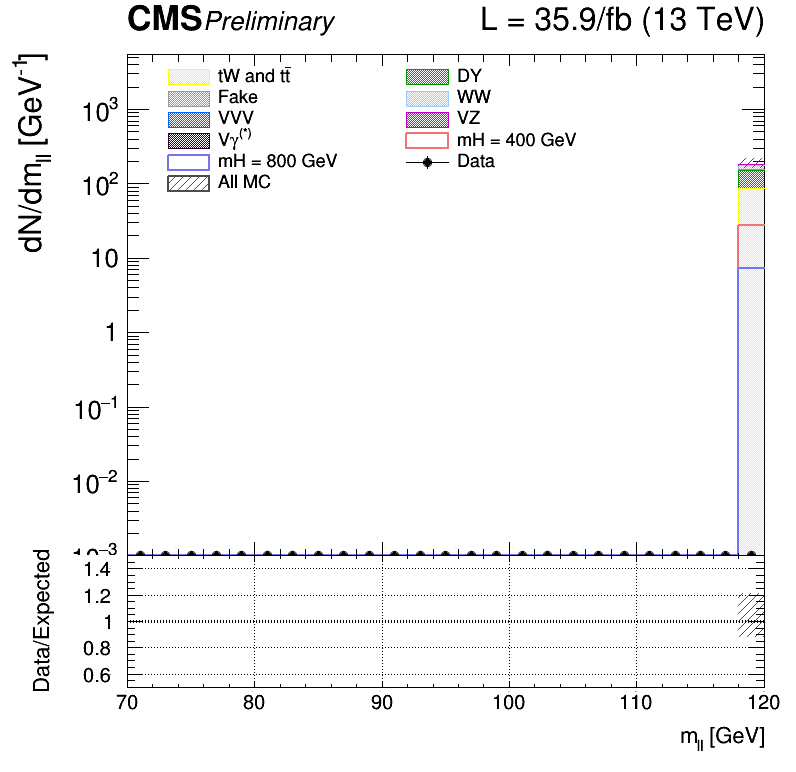 CMS Preliminary L = 35.9/fb (13 TeV)
dN/dm_ll [GeV⁻¹]
tW and tt̄ DY
Fake WW
VVV VZ
Vγ⁽*⁾ mH = 400 GeV
mH = 800 GeV Data
All MC
10³
10²
10
1
10⁻¹
10⁻²
10⁻³
Data/Expected
1.4
1.2
1
0.8
0.6
70 80 90 100 110 120
m_ll [GeV]